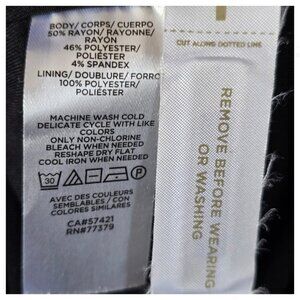 BODY/ CORPS/ CUERPO
50% RAYON/ RAYONNE/
RAYON
46% POLYESTER/
POLIÉSTER
4% SPANDEX
LINING/ DOUBLURE/ FORRO
100% POLYESTER/
POLIÉSTER
MACHINE WASH COLD
DELICATE CYCLE WITH LIKE
COLORS
ONLY NON-CHLORINE
BLEACH WHEN NEEDED
RESHAPE DRY FLAT
COOL IRON WHEN NEEDED
30
P
AVEC DES COULEURS
SEMBLABLES / CON
COLORES SIMILARES
CA#57421
RN#77379
CUT ALONG DOTTED LINE
REMOVE BEFORE WEARING
OR WASHING